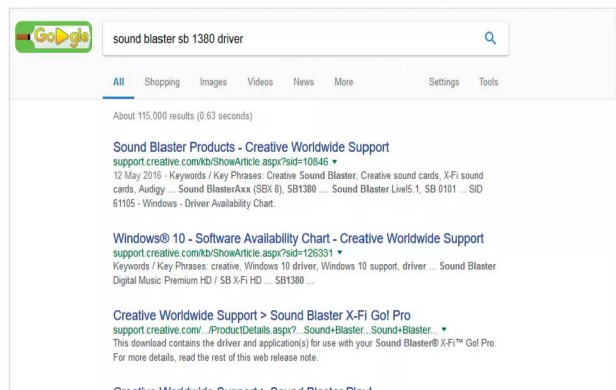 Google
sound blaster sb 1380 driver
All Shopping Images Videos News More Settings Tools
About 115,000 results (0.63 seconds)
Sound Blaster Products - Creative Worldwide Support
support.creative.com/kb/ShowArticle.aspx?sid=10846
12 May 2016 - Keywords / Key Phrases: Creative Sound Blaster, Creative sound cards, X-Fi sound
cards, Audigy ... Sound BlasterAxx (SBX 8), SB1380 .... Sound Blaster Live!5.1, SB 0101 ... SID
61105 - Windows - Driver Availability Chart.
Windows® 10 - Software Availability Chart - Creative Worldwide Support
support.creative.com/kb/ShowArticle.aspx?sid=126331
Keywords / Key Phrases: creative, Windows 10 driver, Windows 10 support, driver ... Sound Blaster
Digital Music Premium HD / SB X-Fi HD ... SB1380 ...
Creative Worldwide Support > Sound Blaster X-Fi Go! Pro
support.creative.com/.../ProductDetails.aspx?...Sound+Blaster...Sound+Blaster...
This download contains the driver and application(s) for use with your Sound Blaster® X-Fi™ Go! Pro.
For more details, read the rest of this web release note.
Creative Worldwide Support > Sound Blaster Play!